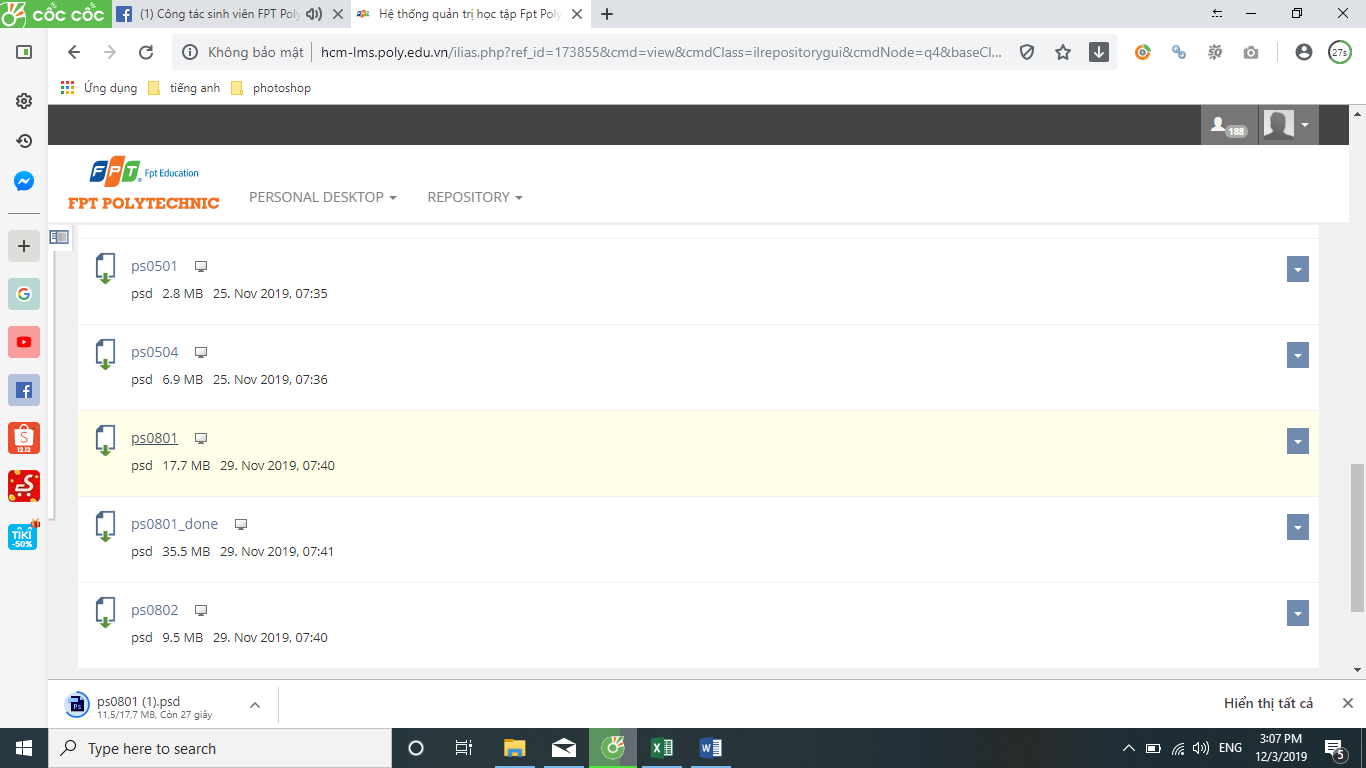 cốc cốc
(1) Công tác sinh viên FPT Poly
Hệ thống quản trị học tập Fpt Poly
Không bảo mật
hcm-lms.poly.edu.vn/ilias.php?ref_id=173855&cmd=view&cmdClass=ilrepositorygui&cmdNode=q4&baseCl...
27s
Ứng dụng
tiếng anh
photoshop
188
FPT Fpt Education
FPT POLYTECHNIC
PERSONAL DESKTOP
REPOSITORY
ps0501
psd 2.8 MB 25. Nov 2019, 07:35
ps0504
psd 6.9 MB 25. Nov 2019, 07:36
ps0801
psd 17.7 MB 29. Nov 2019, 07:40
ps0801_done
psd 35.5 MB 29. Nov 2019, 07:41
ps0802
psd 9.5 MB 29. Nov 2019, 07:40
12.12
TIKI
-50%
Ps
ps0801 (1).psd
11,5/17,7 MB, Còn 27 giây
Hiển thị tất cả
Type here to search
ENG
3:07 PM
12/3/2019
5